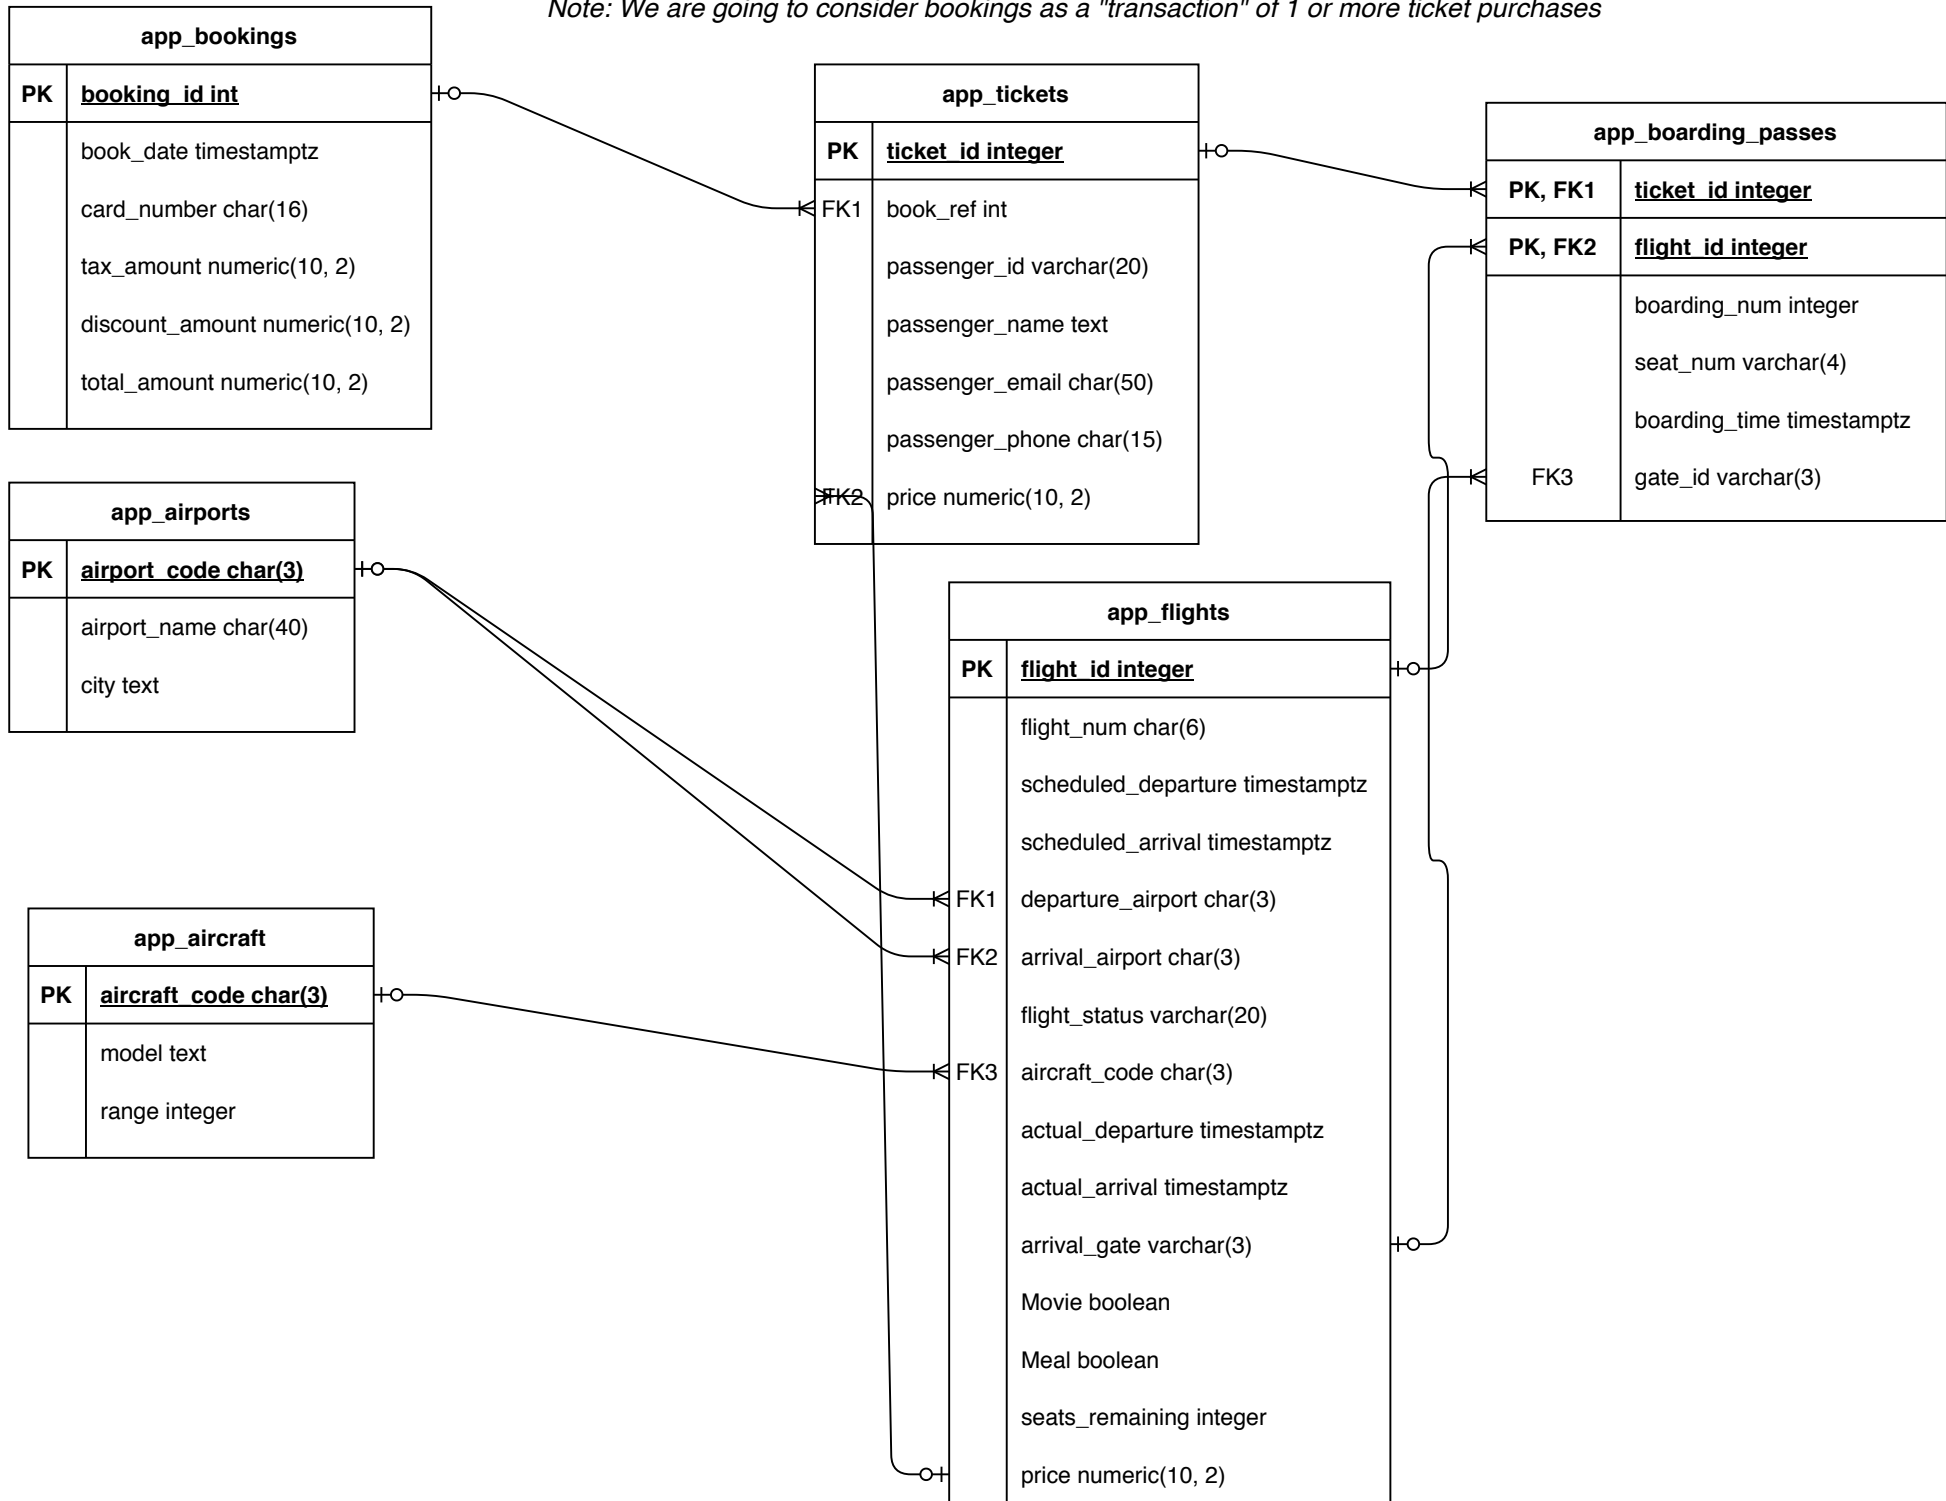 Note: We are going to consider bookings as a "transaction" of 1 or more ticket purchases
app_bookings
PK booking_id int
book_date timestamptz
card_number char(16)
tax_amount numeric(10, 2)
discount_amount numeric(10, 2)
total_amount numeric(10, 2)
app_tickets
PK ticket_id integer
FK1 book_ref int
passenger_id varchar(20)
passenger_name text
passenger_email char(50)
passenger_phone char(15)
FK2 price numeric(10, 2)
app_boarding_passes
PK, FK1 ticket_id integer
PK, FK2 flight_id integer
boarding_num integer
seat_num varchar(4)
boarding_time timestamptz
FK3 gate_id varchar(3)
app_airports
PK airport_code char(3)
airport_name char(40)
city text
app_flights
PK flight_id integer
flight_num char(6)
scheduled_departure timestamptz
scheduled_arrival timestamptz
FK1 departure_airport char(3)
FK2 arrival_airport char(3)
flight_status varchar(20)
FK3 aircraft_code char(3)
actual_departure timestamptz
actual_arrival timestamptz
arrival_gate varchar(3)
Movie boolean
Meal boolean
seats_remaining integer
price numeric(10, 2)
app_aircraft
PK aircraft_code char(3)
model text
range integer